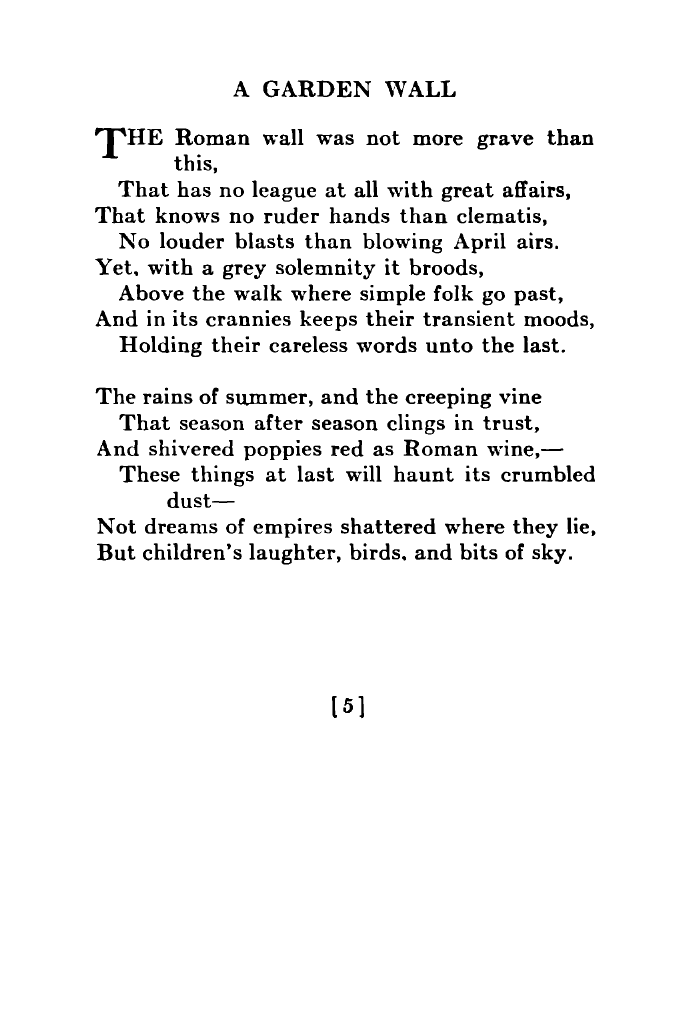 A GARDEN WALL
THE Roman wall was not more grave than
this,
That has no league at all with great affairs,
That knows no ruder hands than clematis,
No louder blasts than blowing April airs.
Yet, with a grey solemnity it broods,
Above the walk where simple folk go past,
And in its crannies keeps their transient moods,
Holding their careless words unto the last.
The rains of summer, and the creeping vine
That season after season clings in trust,
And shivered poppies red as Roman wine,—
These things at last will haunt its crumbled
dust—
Not dreams of empires shattered where they lie,
But children's laughter, birds, and bits of sky.
[5]